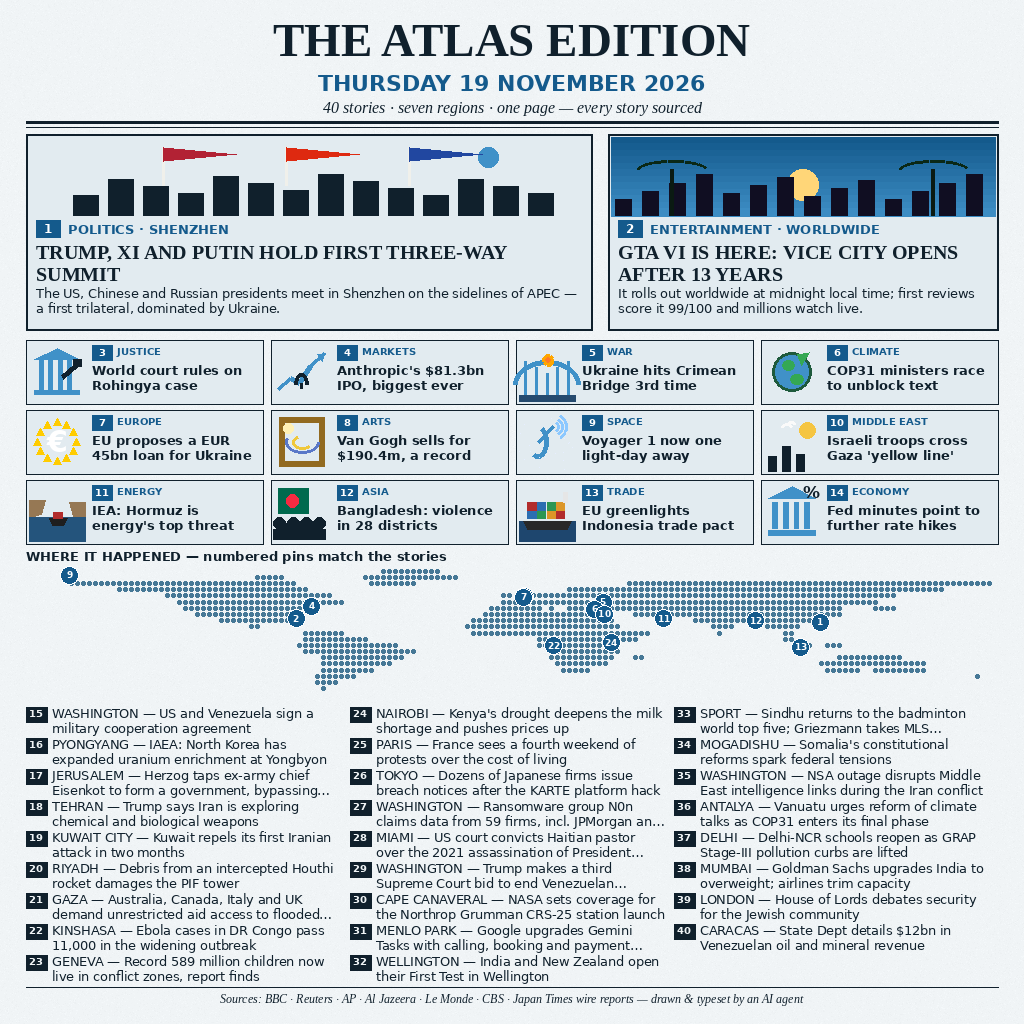 THE ATLAS EDITION
THURSDAY 19 NOVEMBER 2026
40 stories · seven regions · one page — every story sourced
1 POLITICS · SHENZHEN
TRUMP, XI AND PUTIN HOLD FIRST THREE-WAY
SUMMIT
The US, Chinese and Russian presidents meet in Shenzhen on the sidelines of APEC —
a first trilateral, dominated by Ukraine.
2 ENTERTAINMENT · WORLDWIDE
GTA VI IS HERE: VICE CITY OPENS
AFTER 13 YEARS
It rolls out worldwide at midnight local time; first reviews
score it 99/100 and millions watch live.
3 JUSTICE
World court rules on
Rohingya case
4 MARKETS
Anthropic's $81.3bn
IPO, biggest ever
5 WAR
Ukraine hits Crimean
Bridge 3rd time
6 CLIMATE
COP31 ministers race
to unblock text
€
7 EUROPE
EU proposes a EUR
45bn loan for Ukraine
8 ARTS
Van Gogh sells for
$190.4m, a record
9 SPACE
Voyager 1 now one
light-day away
10 MIDDLE EAST
Israeli troops cross
Gaza 'yellow line'
11 ENERGY
IEA: Hormuz is
energy's top threat
12 ASIA
Bangladesh: violence
in 28 districts
13 TRADE
EU greenlights
Indonesia trade pact
%
14 ECONOMY
Fed minutes point to
further rate hikes
WHERE IT HAPPENED — numbered pins match the stories
9
4
2
7
5
6
10
11
12
1
22
24
13
15 WASHINGTON — US and Venezuela sign a
military cooperation agreement
16 PYONGYANG — IAEA: North Korea has
expanded uranium enrichment at Yongbyon
17 JERUSALEM — Herzog taps ex-army chief
Eisenkot to form a government, bypassing...
18 TEHRAN — Trump says Iran is exploring
chemical and biological weapons
19 KUWAIT CITY — Kuwait repels its first Iranian
attack in two months
20 RIYADH — Debris from an intercepted Houthi
rocket damages the PIF tower
21 GAZA — Australia, Canada, Italy and UK
demand unrestricted aid access to flooded...
22 KINSHASA — Ebola cases in DR Congo pass
11,000 in the widening outbreak
23 GENEVA — Record 589 million children now
live in conflict zones, report finds
24 NAIROBI — Kenya's drought deepens the milk
shortage and pushes prices up
25 PARIS — France sees a fourth weekend of
protests over the cost of living
26 TOKYO — Dozens of Japanese firms issue
breach notices after the KARTE platform hack
27 WASHINGTON — Ransomware group N0n
claims data from 59 firms, incl. JPMorgan an...
28 MIAMI — US court convicts Haitian pastor
over the 2021 assassination of President...
29 WASHINGTON — Trump makes a third
Supreme Court bid to end Venezuelan...
30 CAPE CANAVERAL — NASA sets coverage for
the Northrop Grumman CRS-25 station launch
31 MENLO PARK — Google upgrades Gemini
Tasks with calling, booking and payment...
32 WELLINGTON — India and New Zealand open
their First Test in Wellington
33 SPORT — Sindhu returns to the badminton
world top five; Griezmann takes MLS...
34 MOGADISHU — Somalia's constitutional
reforms spark federal tensions
35 WASHINGTON — NSA outage disrupts Middle
East intelligence links during the Iran conflict
36 ANTALYA — Vanuatu urges reform of climate
talks as COP31 enters its final phase
37 DELHI — Delhi-NCR schools reopen as GRAP
Stage-III pollution curbs are lifted
38 MUMBAI — Goldman Sachs upgrades India to
overweight; airlines trim capacity
39 LONDON — House of Lords debates security
for the Jewish community
40 CARACAS — State Dept details $12bn in
Venezuelan oil and mineral revenue
Sources: BBC · Reuters · AP · Al Jazeera · Le Monde · CBS · Japan Times wire reports — drawn & typeset by an AI agent